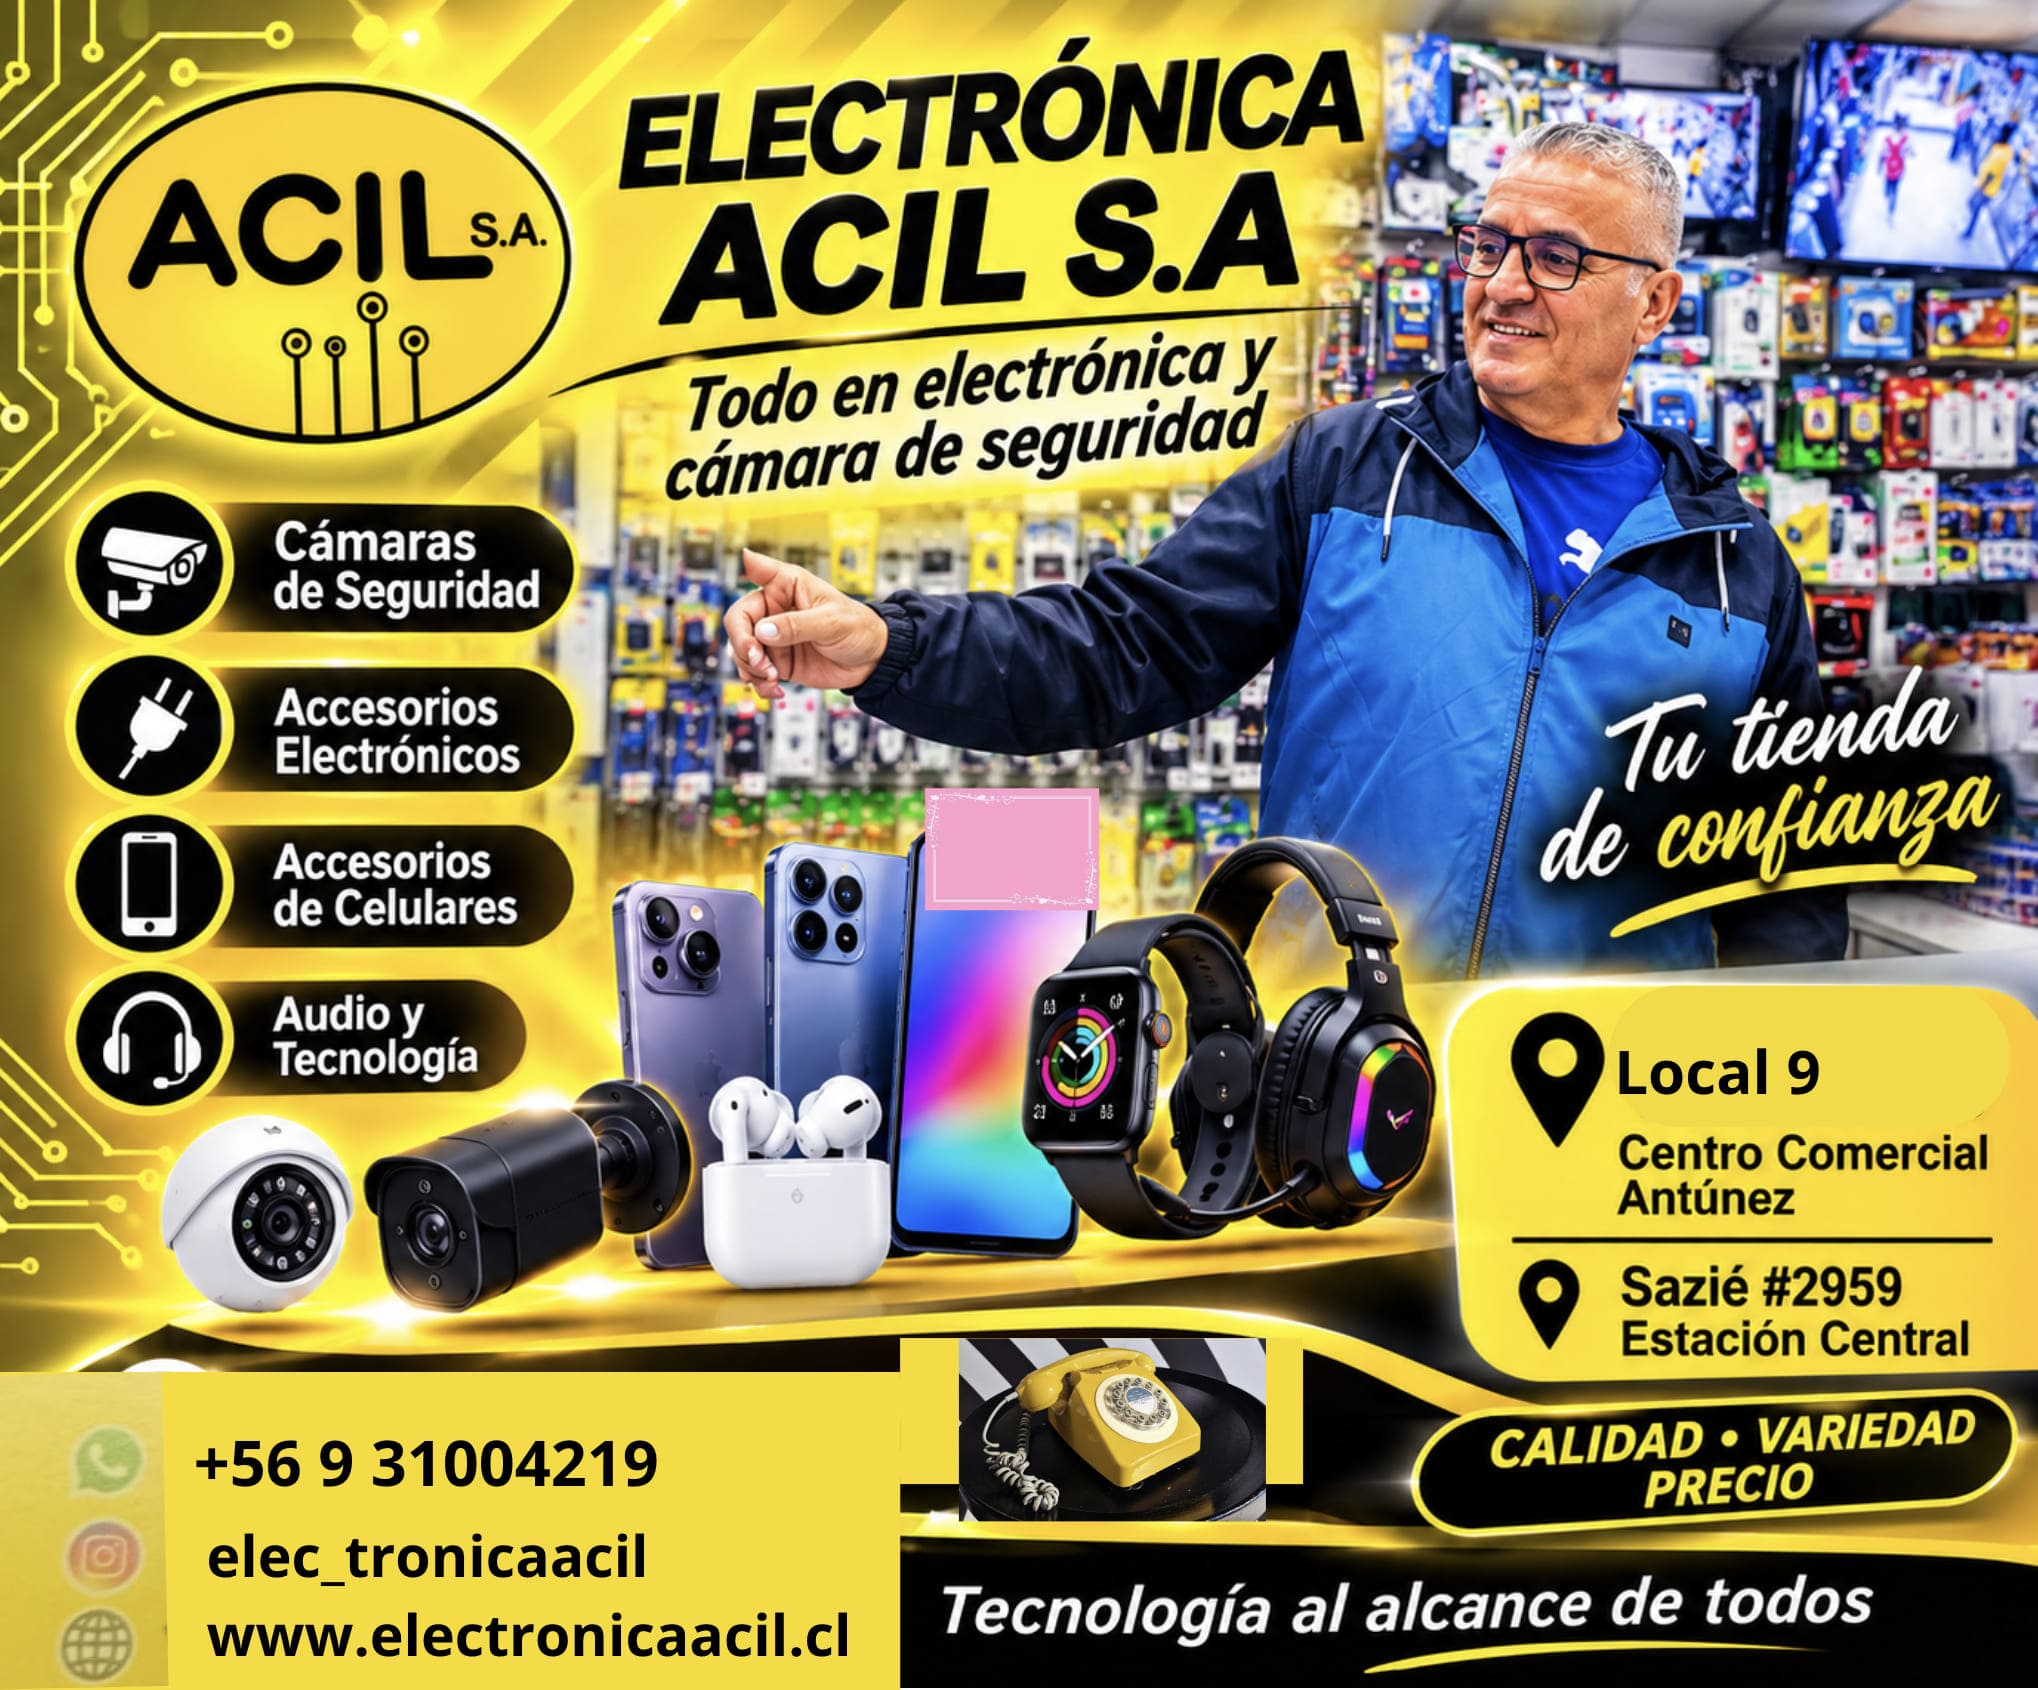 ACIL S.A.
ELECTRÓNICA
ACIL S.A
Todo en electrónica y
cámara de seguridad
Cámaras
de Seguridad
Accesorios
Electrónicos
Accesorios
de Celulares
Audio y
Tecnología
Tu tienda
de confianza
Local 9
Centro Comercial
Antúnez
Sazié #2959
Estación Central
CALIDAD • VARIEDAD
PRECIO
+56 9 31004219
elec_tronicaacil
www.electronicaacil.cl
Tecnología al alcance de todos